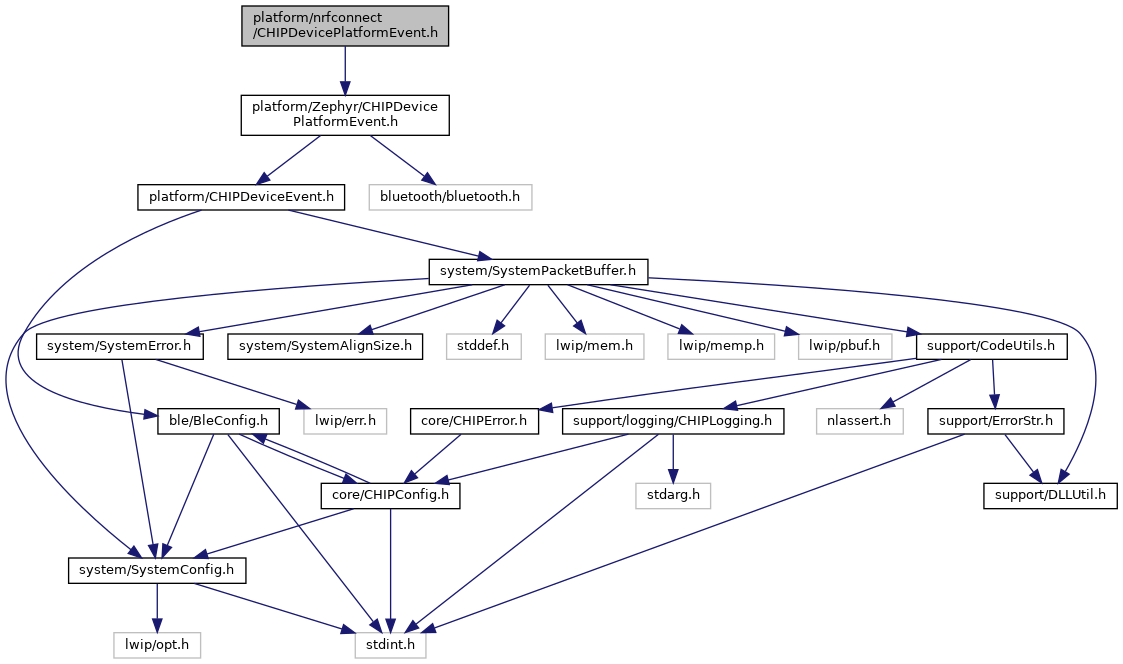 platform/nrfconnect
/CHIPDevicePlatformEvent.h
platform/Zephyr/CHIPDevice
PlatformEvent.h
platform/CHIPDeviceEvent.h
bluetooth/bluetooth.h
system/SystemPacketBuffer.h
system/SystemError.h
system/SystemAlignSize.h
stddef.h
lwip/mem.h
lwip/memp.h
lwip/pbuf.h
support/CodeUtils.h
ble/BleConfig.h
lwip/err.h
core/CHIPError.h
support/logging/CHIPLogging.h
nlassert.h
support/ErrorStr.h
core/CHIPConfig.h
stdarg.h
support/DLLUtil.h
system/SystemConfig.h
lwip/opt.h
stdint.h